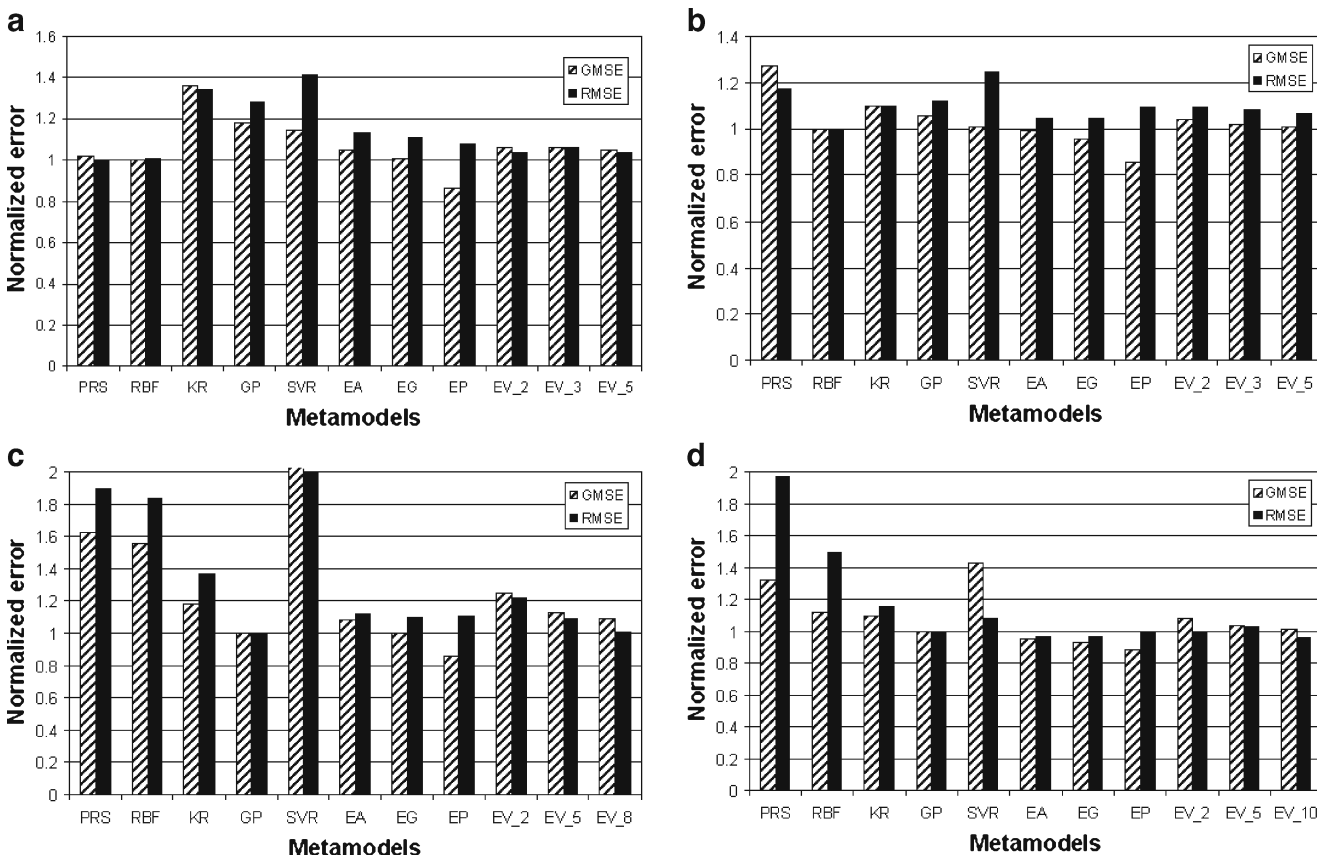 a
1.6
1.4
1.2
1
0.8
0.6
0.4
0.2
0
Normalized error
GMSE
RMSE
PRS RBF KR GP SVR EA EG EP EV_2 EV_3 EV_5
Metamodels
b
1.4
1.2
1
0.8
0.6
0.4
0.2
0
Normalized error
GMSE
RMSE
PRS RBF KR GP SVR EA EG EP EV_2 EV_3 EV_5
Metamodels
c
2
1.8
1.6
1.4
1.2
1
0.8
0.6
0.4
0.2
0
Normalized error
GMSE
RMSE
PRS RBF KR GP SVR EA EG EP EV_2 EV_5 EV_8
Metamodels
d
2
1.8
1.6
1.4
1.2
1
0.8
0.6
0.4
0.2
0
Normalized error
GMSE
RMSE
PRS RBF KR GP SVR EA EG EP EV_2 EV_5 EV_10
Metamodels